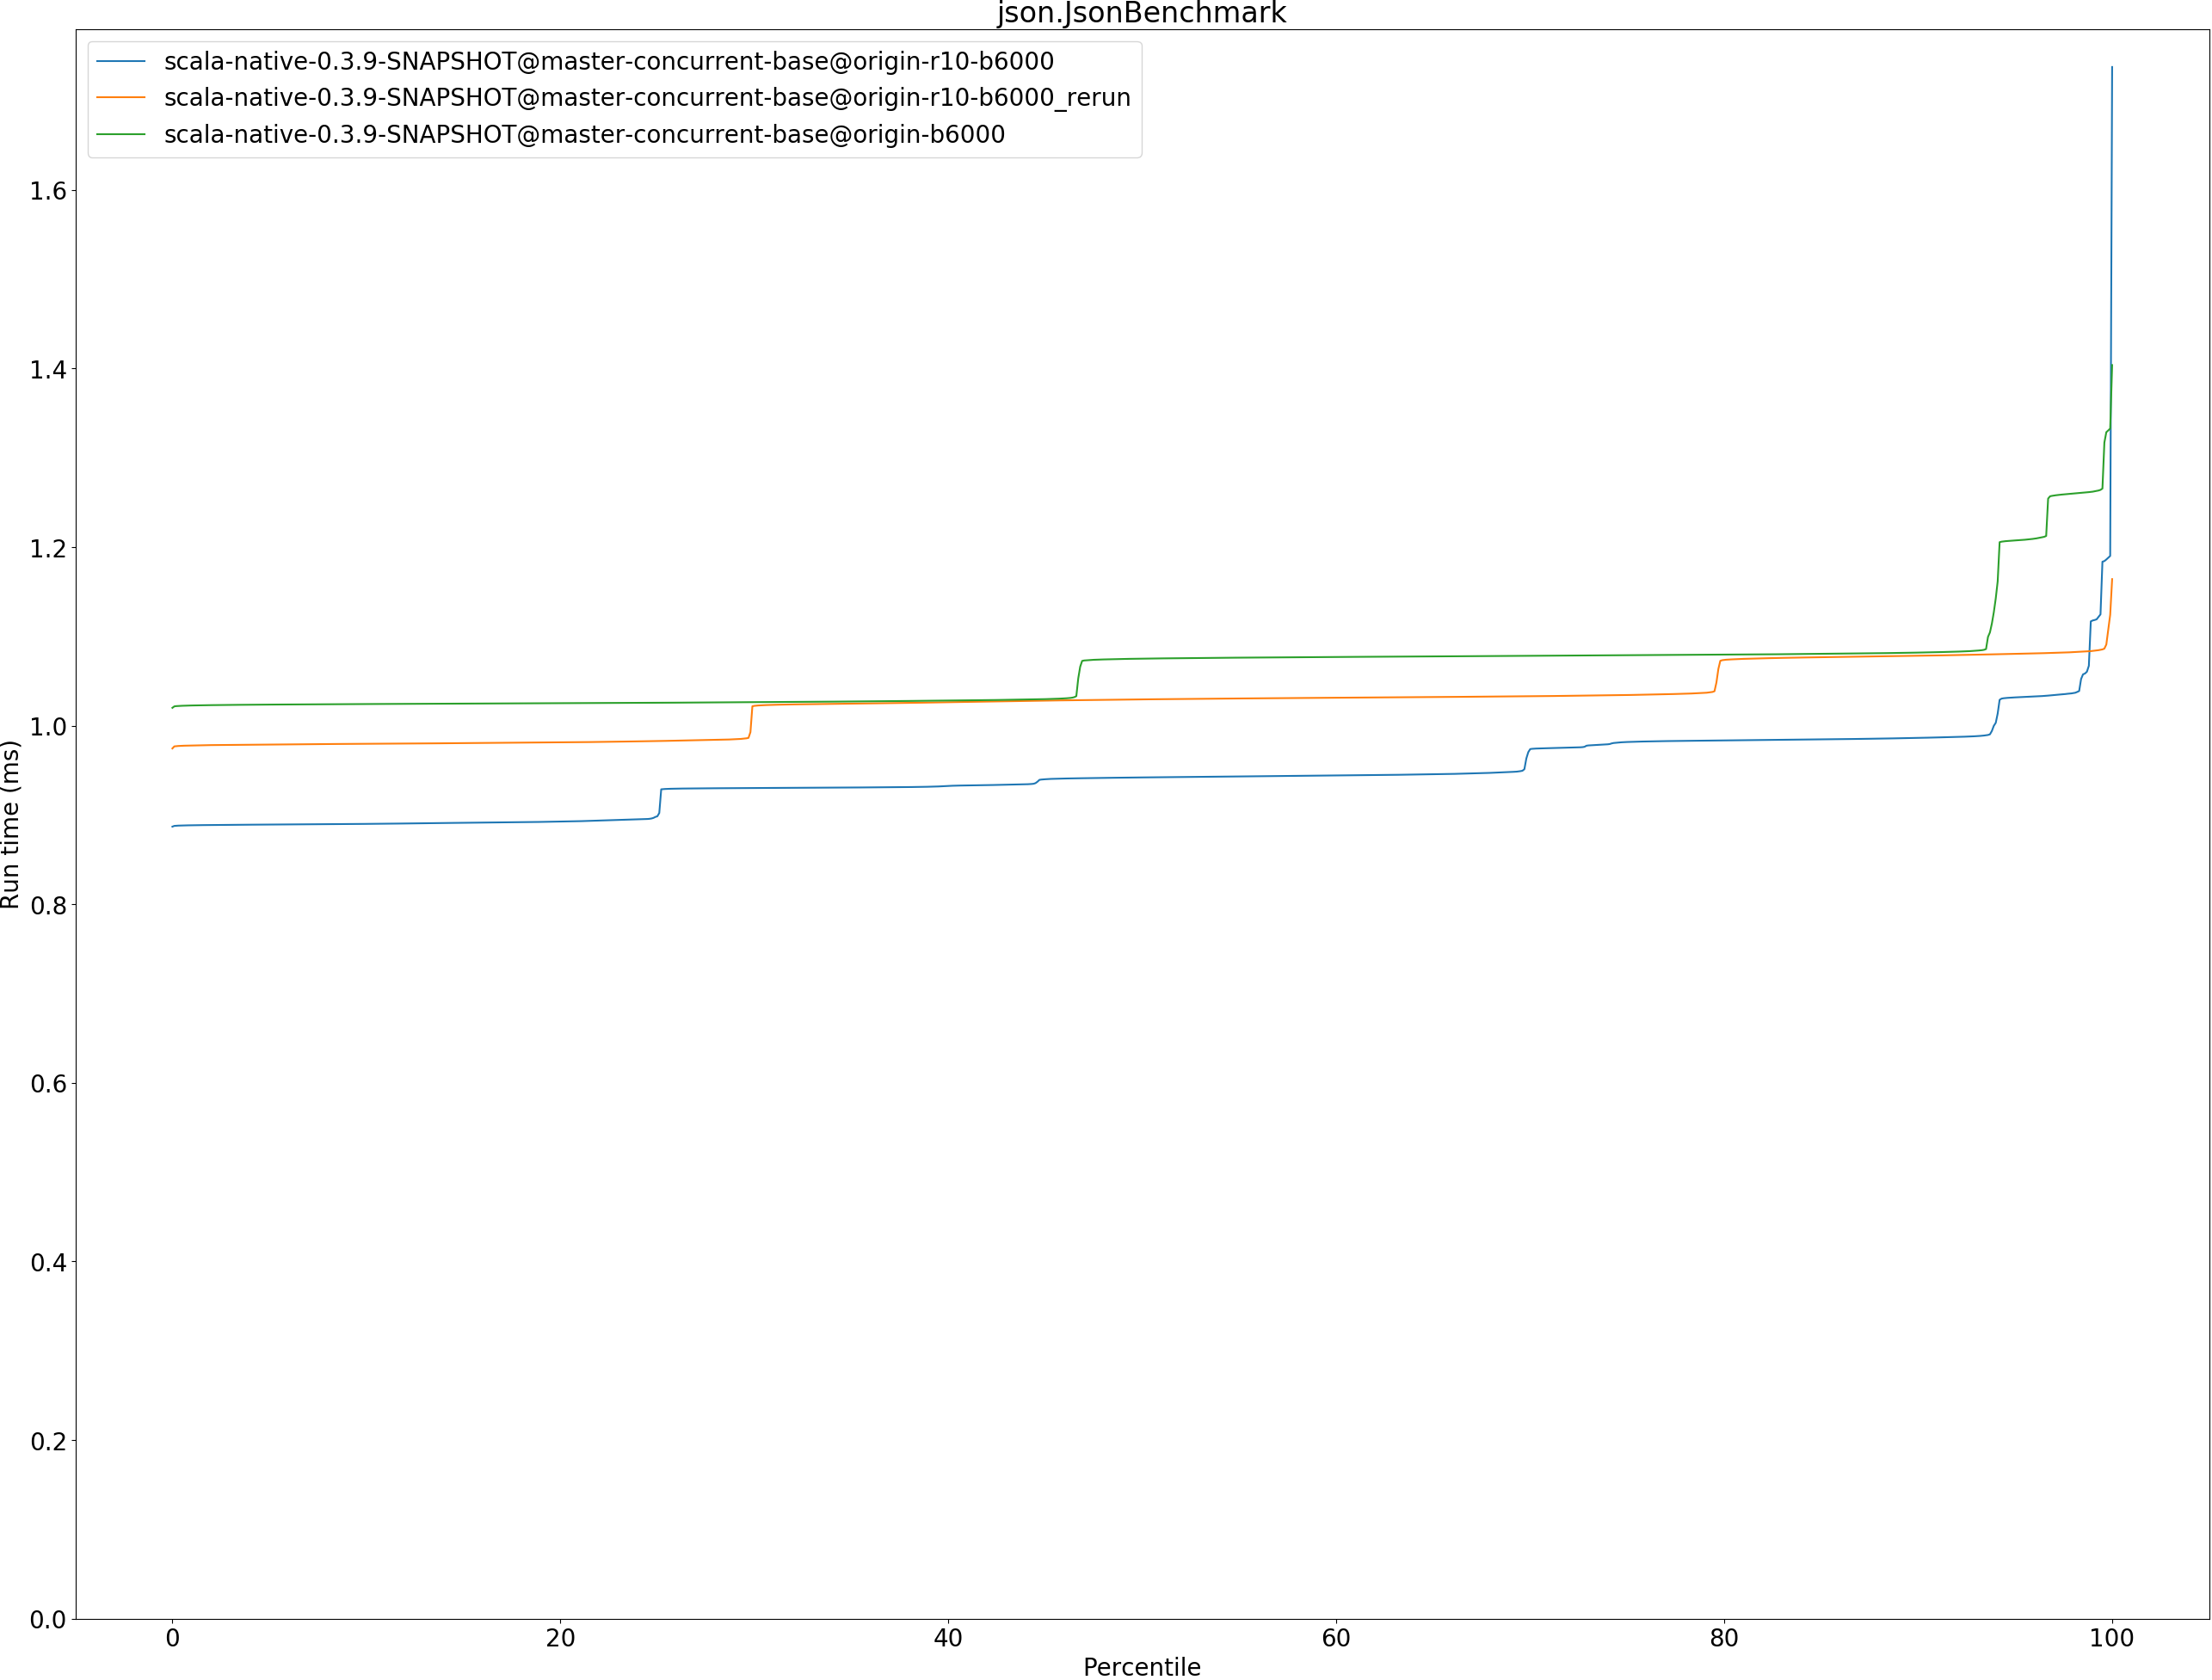 json.JsonBenchmark
scala-native-0.3.9-SNAPSHOT@master-concurrent-base@origin-r10-b6000
scala-native-0.3.9-SNAPSHOT@master-concurrent-base@origin-r10-b6000_rerun
scala-native-0.3.9-SNAPSHOT@master-concurrent-base@origin-b6000
1.6
1.4
1.2
1.0
0.8
0.6
0.4
0.2
0.0
Run time (ms)
0 20 40 60 80 100
Percentile